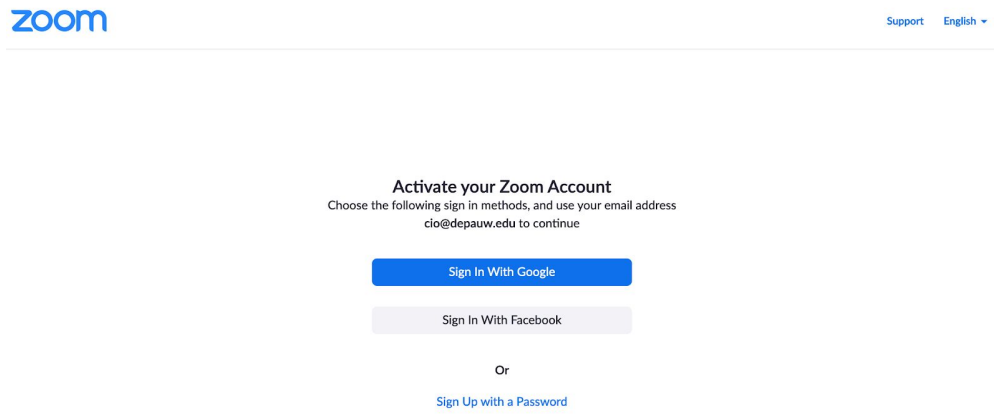 zoom
Support English
Activate your Zoom Account
Choose the following sign in methods, and use your email address
cio@depauw.edu to continue
Sign In With Google
Sign In With Facebook
Or
Sign Up with a Password